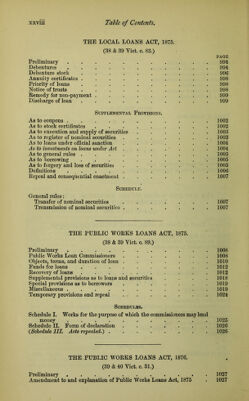 xxviii Table of Contents.
THE LOCAL LOANS ACT, 1875.
(38 & 39 Vict. c. 83.)
PAGE
Preliminary . . . 994
Debentures . . . 994
Debenture stock . . . 996
Annuity certificates . . . 998
Priority of loans . . . 998
Notice of trusts . . . 998
Remedy for non-payment . . . 998
Discharge of loan . . . 999
SUPPLEMENTAL PROVISIONS.
As to coupons . . . 1002
As to stock certificates . . . 1002
As to execution and supply of securities . . . 1003
As to register of nominal securities . . . 1003
As to loans under official sanction . . . 1004
As to investments on loans under Act . . . 1004
As to general rules . . . 1005
As to borrowing . . . 1005
As to forgery and loss of securities . . . 1005
Definitions . . . 1006
Repeal and consequential enactment . . . 1007
SCHEDULE.
General rules:
Transfer of nominal securities . . . 1007
Transmission of nominal securities . . . 1007
THE PUBLIC WORKS LOANS ACT, 1875.
(38 & 39 Vict. c. 89.)
Preliminary . . . 1008
Public Works Loan Commissioners . . . 1008
Objects, terms, and duration of loan . . . 1010
Funds for loans . . . 1012
Recovery of loans . . . 1012
Supplemental provisions as to loans and securities . . . 1016
Special provisions as to borrowers . . . 1019
Miscellaneous . . . 1019
Temporary provisions and repeal . . . 1024
SCHEDULES.
Schedule I. Works for the purpose of which the commissioners may lend
money . . . 1025
Schedule II. Form of declaration . . . 1026
(Schedule III. Acts repealed.) . . . 1026
THE PUBLIC WORKS LOANS ACT, 1876.
(39 & 40 Vict. c. 31.)
Preliminary . . . 1027
Amendment to and explanation of Public Works Loans Act, 1875 . 1027